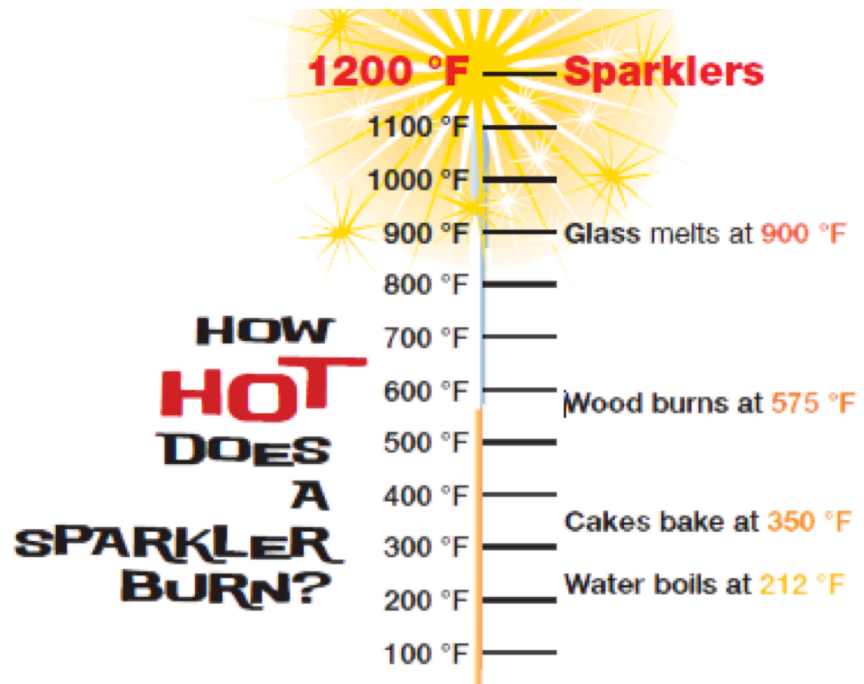 1200 °F Sparklers
1100 °F
1000 °F
900 °F Glass melts at 900 °F
800 °F
700 °F
600 °F
Wood burns at 575 °F
500 °F
400 °F
Cakes bake at 350 °F
300 °F
Water boils at 212 °F
200 °F
100 °F
HOW
HOT
DOES
A
SPARKLER
BURN?